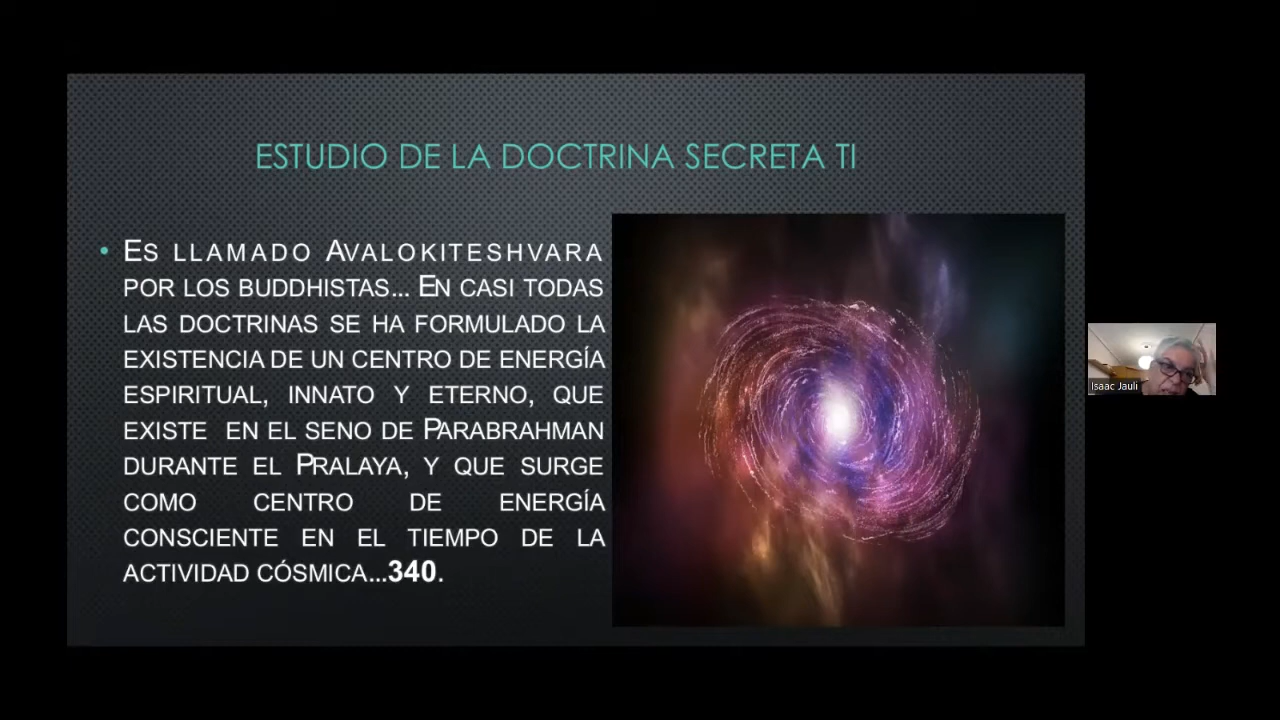 ESTUDIO DE LA DOCTRINA SECRETA TI
• ES LLAMADO AVALOKITESHVARA
POR LOS BUDDHISTAS... EN CASI TODAS
LAS DOCTRINAS SE HA FORMULADO LA
EXISTENCIA DE UN CENTRO DE ENERGÍA
ESPIRITUAL, INNATO Y ETERNO, QUE
EXISTE EN EL SENO DE PARABRAHMAN
DURANTE EL PRALAYA, Y QUE SURGE
COMO CENTRO DE ENERGÍA
CONSCIENTE EN EL TIEMPO DE LA
ACTIVIDAD CÓSMICA...340.
Isaac Jauli